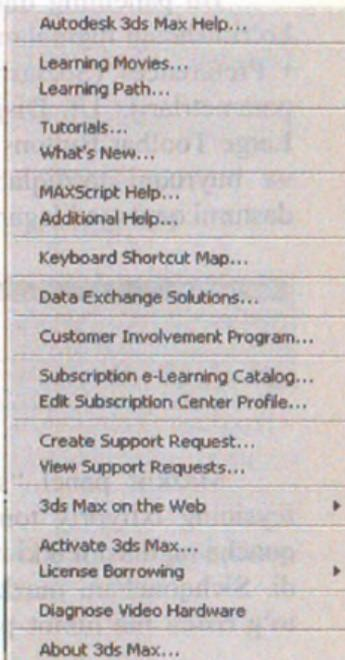 Autodesk 3ds Max Help...
Learning Movies...
Learning Path...
Tutorials...
What's New...
MAXScript Help...
Additional Help...
Keyboard Shortcut Map...
Data Exchange Solutions...
Customer Involvement Program...
Subscription e-Learning Catalog...
Edit Subscription Center Profile...
Create Support Request...
View Support Requests...
3ds Max on the Web
Activate 3ds Max...
License Borrowing
Diagnose Video Hardware
About 3ds Max...